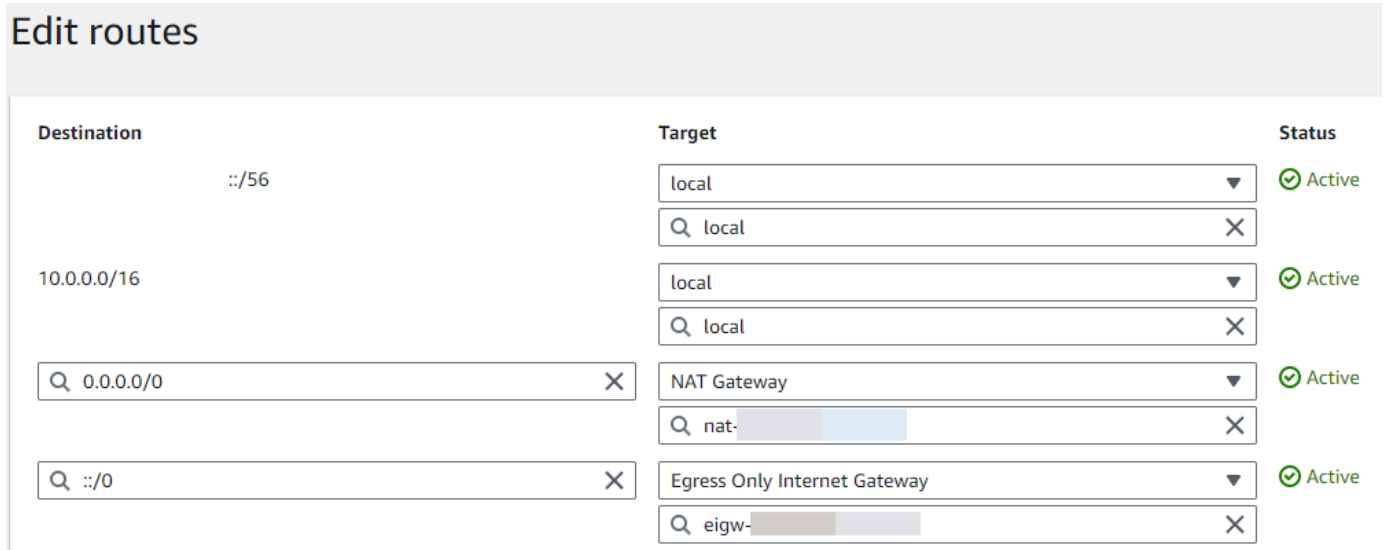 Edit routes
Destination Target Status
::/56 local Active
local
10.0.0.0/16 local Active
local
0.0.0.0/0 NAT Gateway Active
nat-
::/0 Egress Only Internet Gateway Active
eigw-